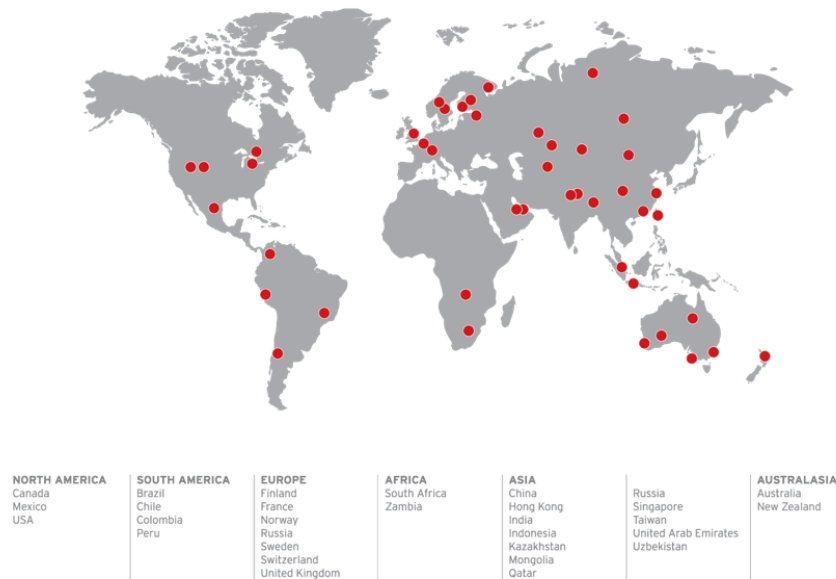 NORTH AMERICA
Canada
Mexico
USA
SOUTH AMERICA
Brazil
Chile
Colombia
Peru
EUROPE
Finland
France
Norway
Russia
Sweden
Switzerland
United Kingdom
AFRICA
South Africa
Zambia
ASIA
China
Hong Kong
India
Indonesia
Kazakhstan
Mongolia
Qatar
Russia
Singapore
Taiwan
United Arab Emirates
Uzbekistan
AUSTRALASIA
Australia
New Zealand